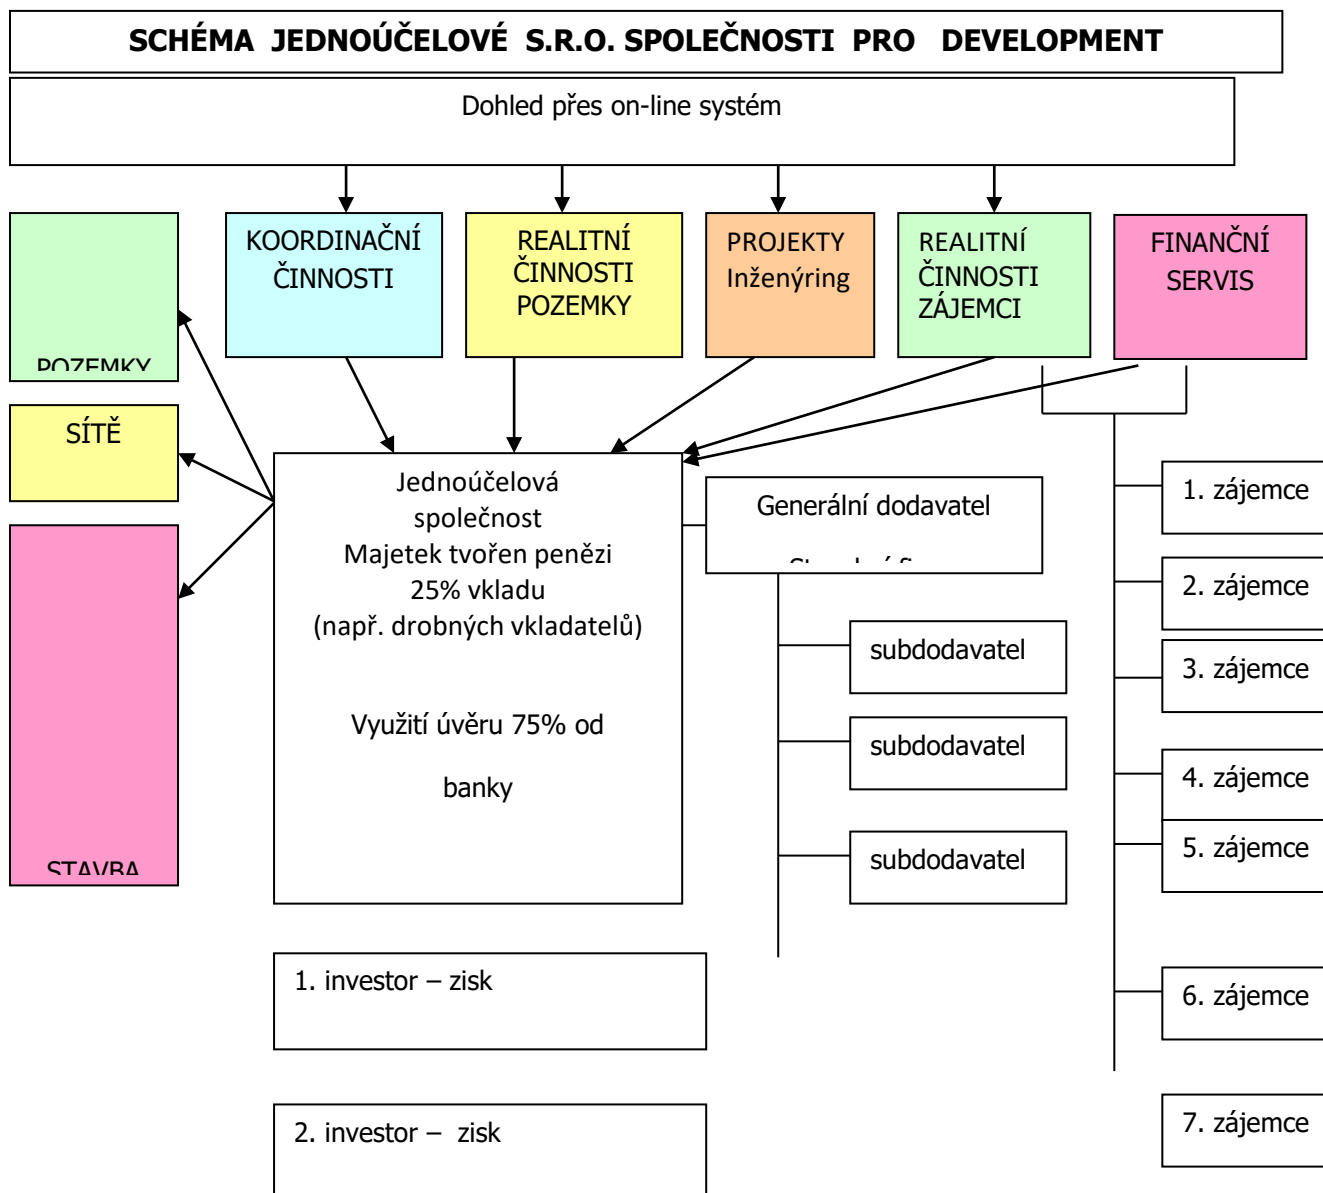 SCHÉMA JEDNOÚČELOVÉ S.R.O. SPOLEČNOSTI PRO DEVELOPMENT
Dohled přes on-line systém
POZEMKY
KOORDINAČNÍ
ČINNOSTI
REALITNÍ
ČINNOSTI
POZEMKY
PROJEKTY
Inženýring
REALITNÍ
ČINNOSTI
ZÁJEMCI
FINANČNÍ
SERVIS
SÍTĚ
STAVBA
Jednoúčelová
společnost
Majetek tvořen penězi
25% vkladu
(např. drobných vkladatelů)
Využití úvěru 75% od
banky
Generální dodavatel
subdodavatel
subdodavatel
subdodavatel
1. zájemce
2. zájemce
3. zájemce
4. zájemce
5. zájemce
6. zájemce
7. zájemce
1. investor – zisk
2. investor – zisk